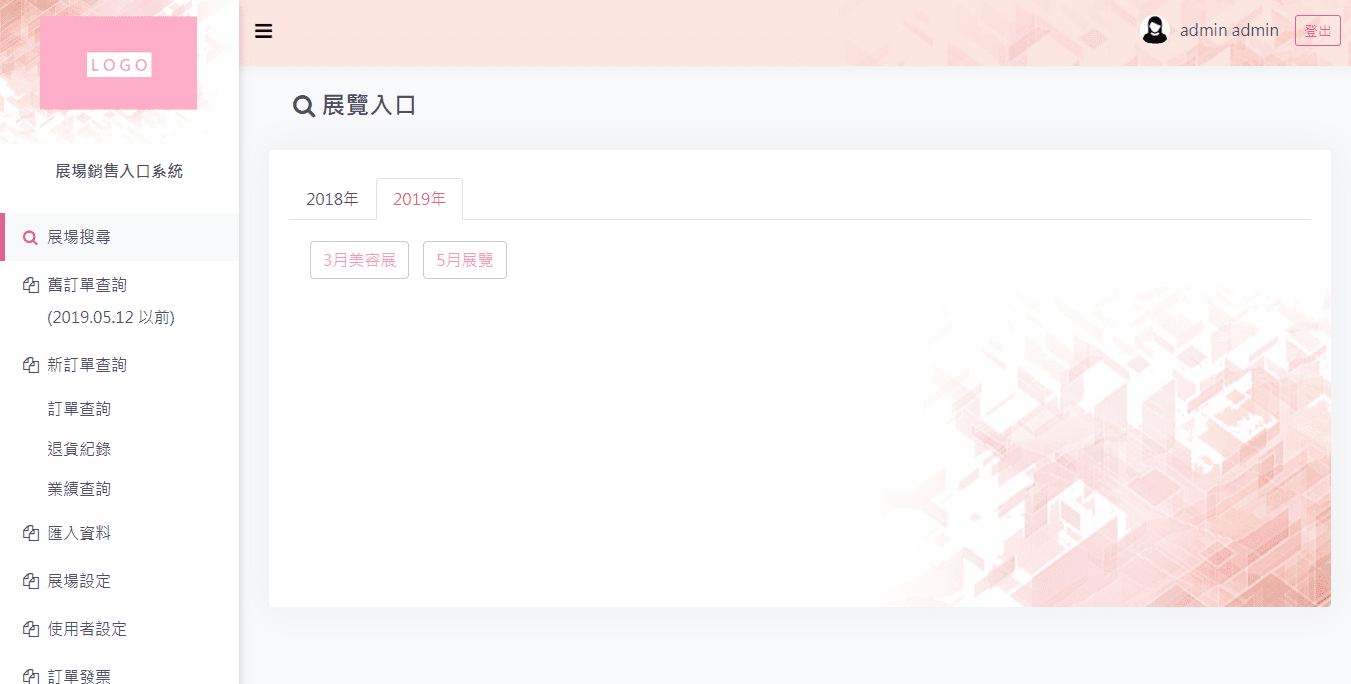 LOGO
展場銷售入口系統
展場搜尋
舊訂單查詢
(2019.05.12 以前)
新訂單查詢
訂單查詢
退貨紀錄
業績查詢
匯入資料
展場設定
使用者設定
訂單發票
admin admin
登出
展覽入口
2018年
2019年
3月美容展
5月展覽